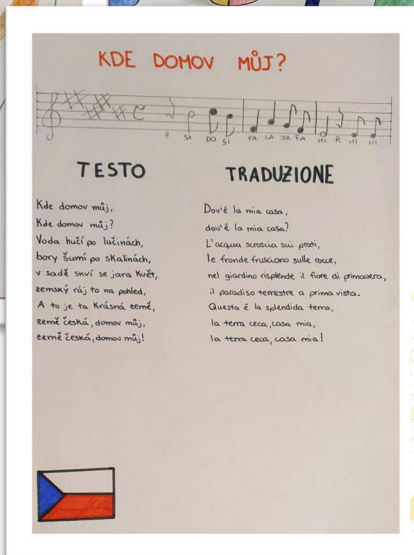 KDE DOMOV MŮJ?
P. SI DO SI FA LA SOL FA MI P. MI MI
TESTO
Kde domov můj,
Kde domov můj?
Voda hučí po lučinách,
bory šumí po skalinách,
v sadě skví se jara květ,
zemský ráj to na pohled,
A to je ta krásná země,
země česká, domov můj,
země česká, domov můj!
TRADUZIONE
Dov'é la mia casa,
dov'é la mia casa?
L'acqua scroscia sui prati,
le fronde frusciano sulle rocce,
nel giardino risplende il fiore di primavera,
il paradiso terrestre a prima vista.
Questa é la splendida terra,
la terra ceca, casa mia,
la terra ceca, casa mia!